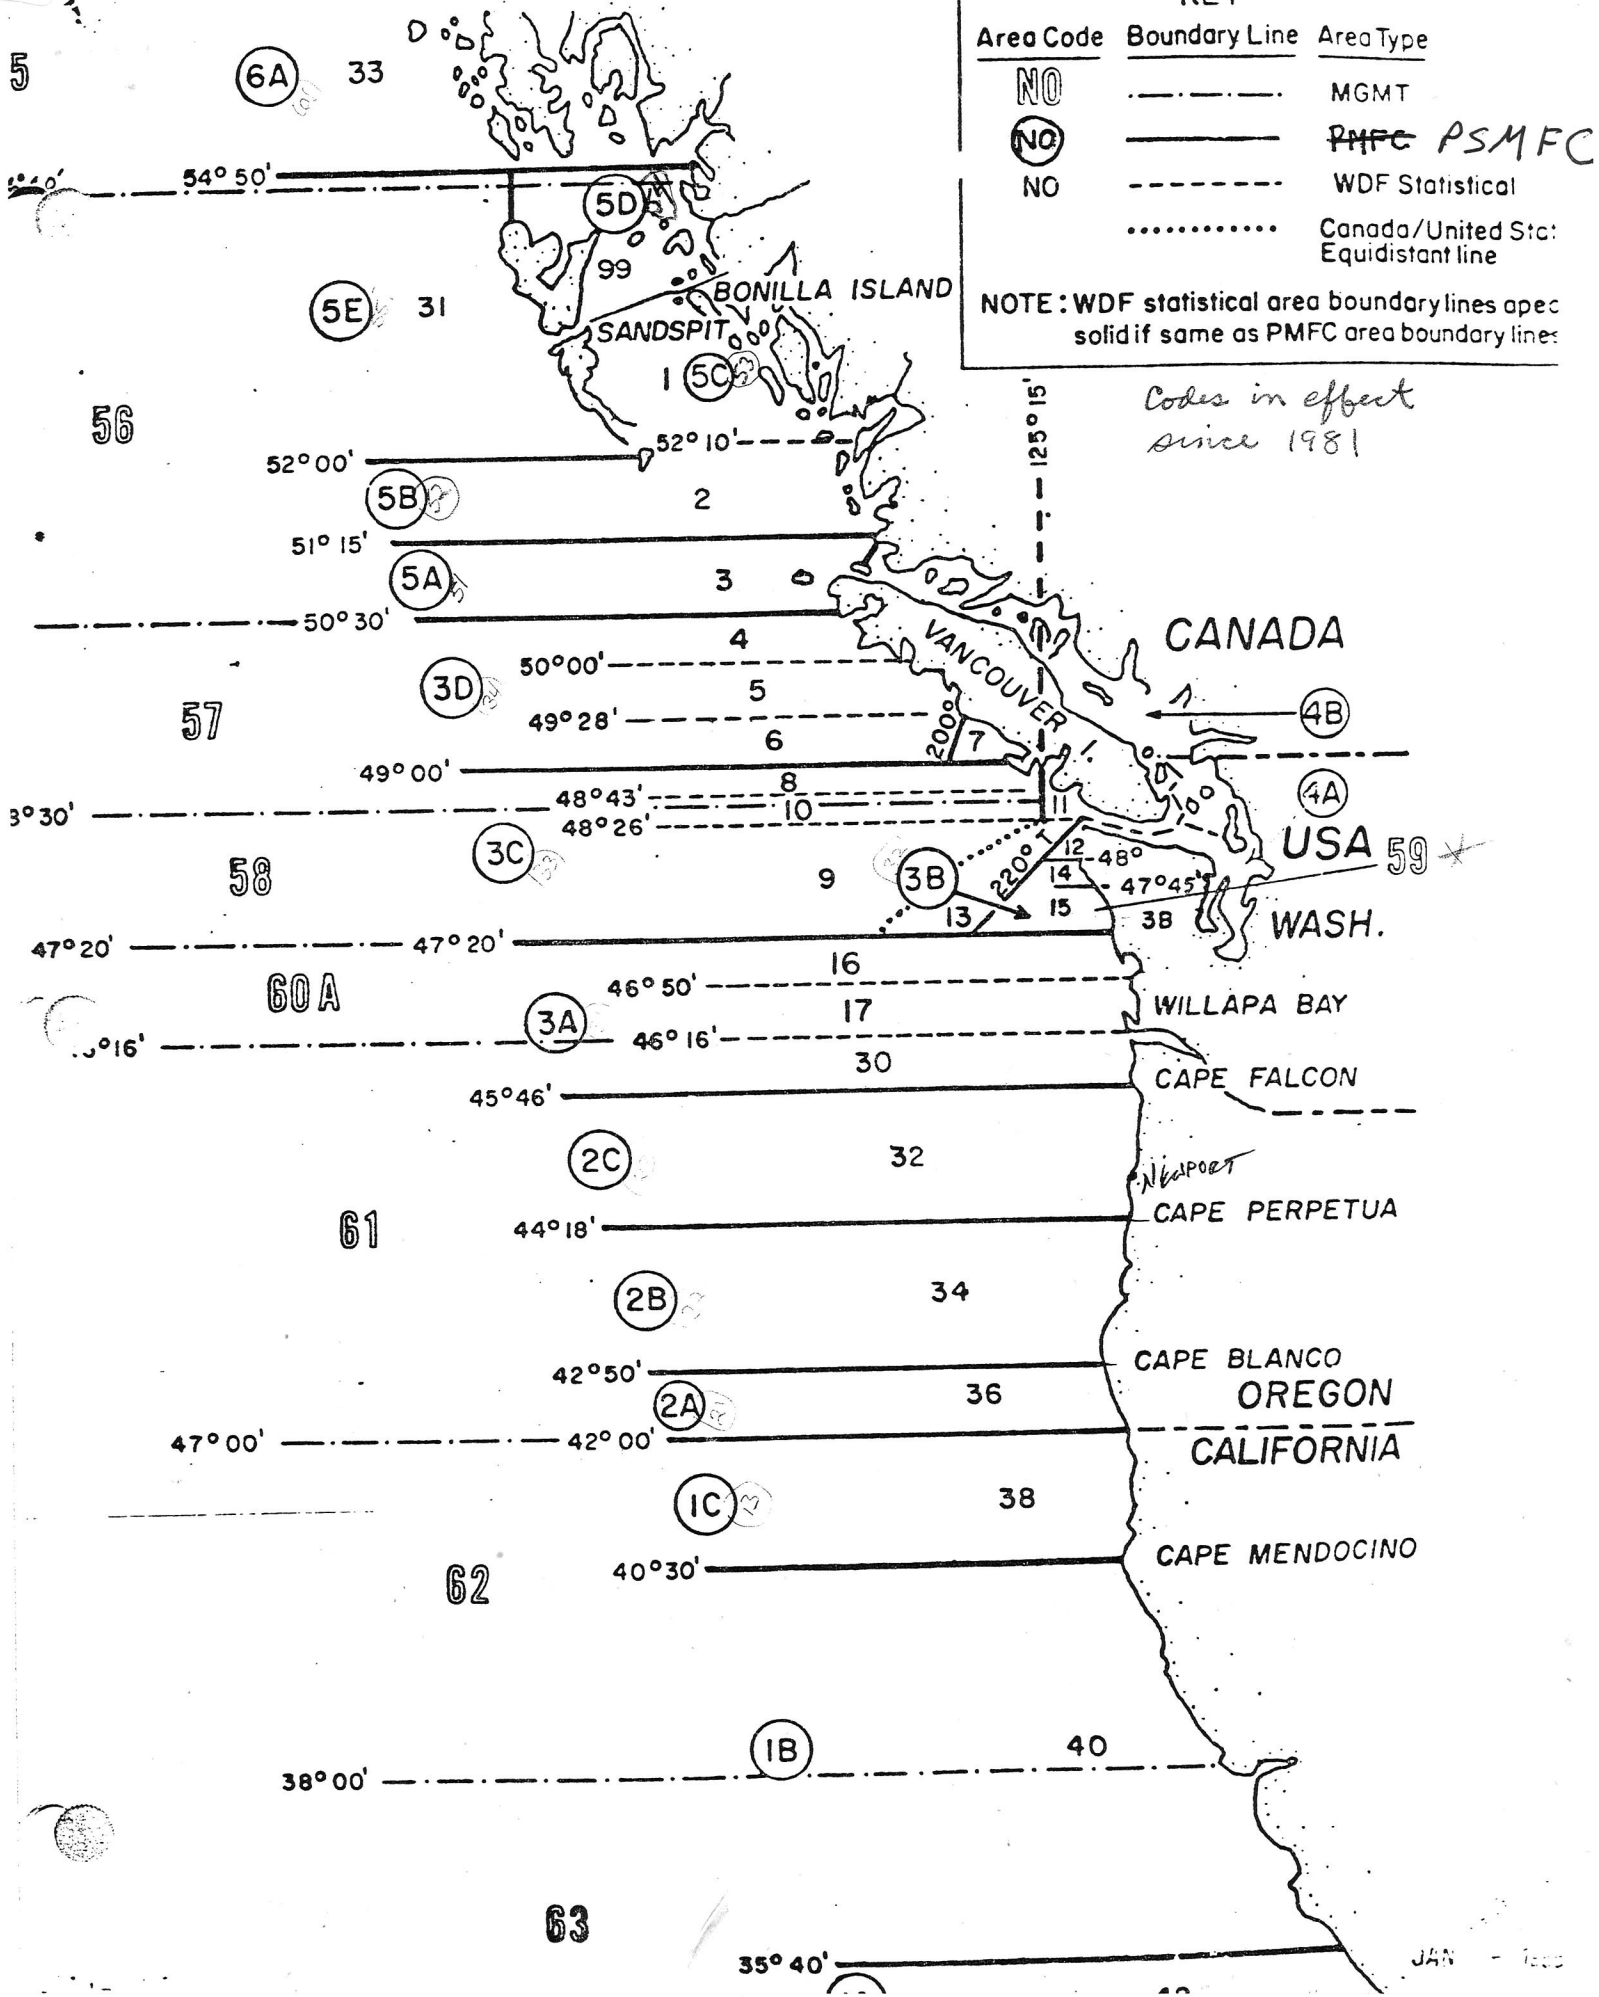 Area Code Boundary Line Area Type
NO MGMT
NO PMFC PSMFC
NO WDF Statistical
Canada/United Sta
Equidistant line
NOTE: WDF statistical area boundary lines apec
solid if same as PMFC area boundary lines
Codes in effect
since 1981
5
6A 33
54°50'
5D
99
BONILLA ISLAND
5E 31
SANDSPIT
1 5C
56
125°15'
52°10'
52°00'
5B 2
51°15'
5A 3
50°30'
CANADA
4
VANCOUVER
50°00'
3D
5
57
49°28'
4B
200°
6 7
49°00'
8
48°43'
4A
8°30'
10 11
48°26'
USA 59
3C
220° T
12 48°
58
9
3B
14 47°45'
13 15 38
WASH.
47°20' 47°20'
16
60A
46°50'
WILLAPA BAY
3A
17
°16' 46°16'
30
CAPE FALCON
45°46'
2C 32
NEWPORT
CAPE PERPETUA
44°18'
61
2B 34
CAPE BLANCO
42°50'
2A 36
OREGON
47°00' 42°00'
CALIFORNIA
1C 38
CAPE MENDOCINO
40°30'
62
1B 40
38°00'
63
35°40'
JAN